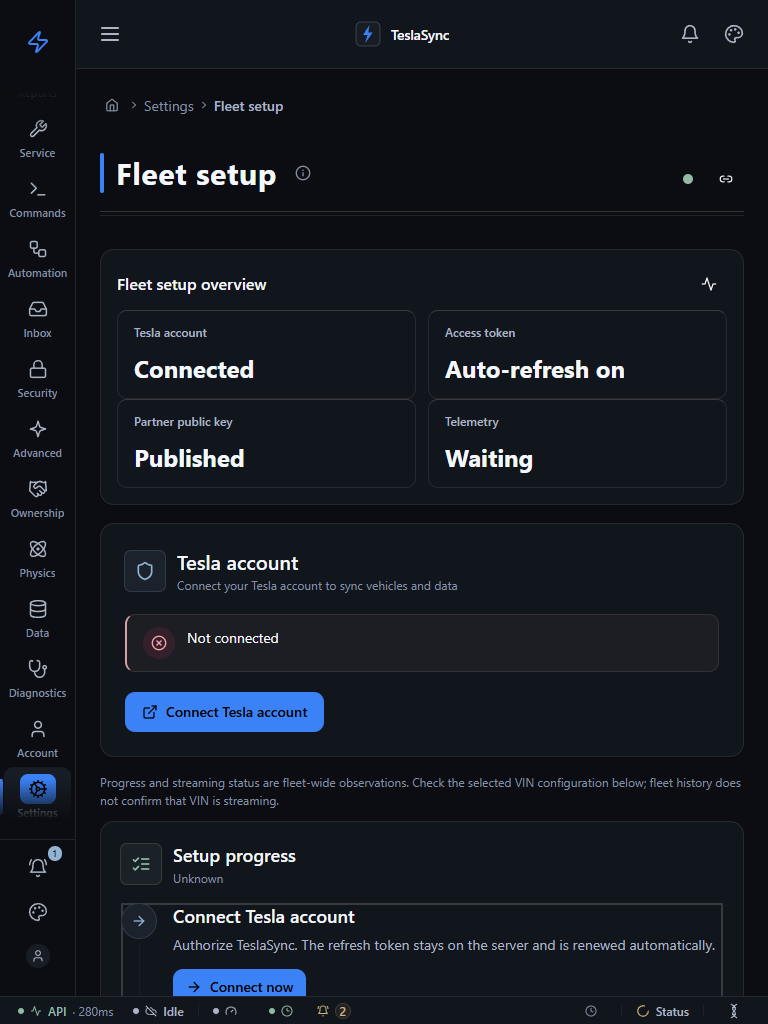 TeslaSync
Reports
Service
Commands
Automation
Inbox
Security
Advanced
Ownership
Physics
Data
Diagnostics
Account
Settings
1
Settings
Fleet setup
Fleet setup
Fleet setup overview
Tesla account
Connected
Access token
Auto-refresh on
Partner public key
Published
Telemetry
Waiting
Tesla account
Connect your Tesla account to sync vehicles and data
Not connected
Connect Tesla account
Progress and streaming status are fleet-wide observations. Check the selected VIN configuration below; fleet history does
not confirm that VIN is streaming.
Setup progress
Unknown
Connect Tesla account
Authorize TeslaSync. The refresh token stays on the server and is renewed automatically.
Connect now
API · 280ms
Idle
2
Status